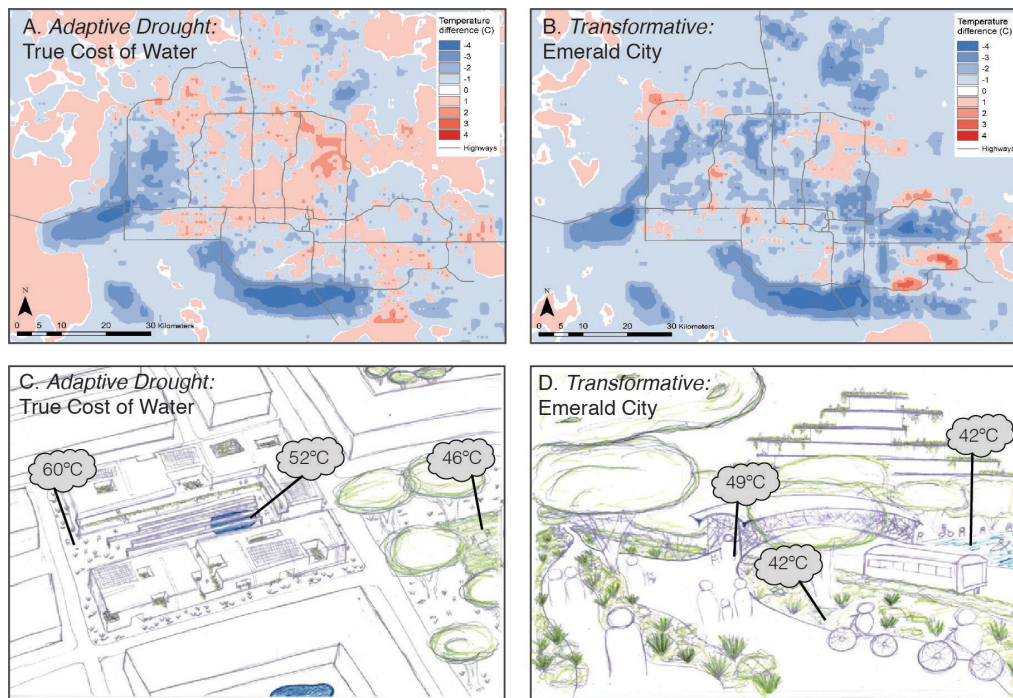 A. Adaptive Drought:
True Cost of Water
Temperature
difference (C)
-4
-3
-2
-1
0
1
2
3
4
Highways
N
0 5 10 20 30 Kilometers
B. Transformative:
Emerald City
Temperature
difference (C)
-4
-3
-2
-1
0
1
2
3
4
Highways
N
0 5 10 20 30 Kilometers
C. Adaptive Drought:
True Cost of Water
60°C
52°C
46°C
D. Transformative:
Emerald City
42°C
49°C
42°C